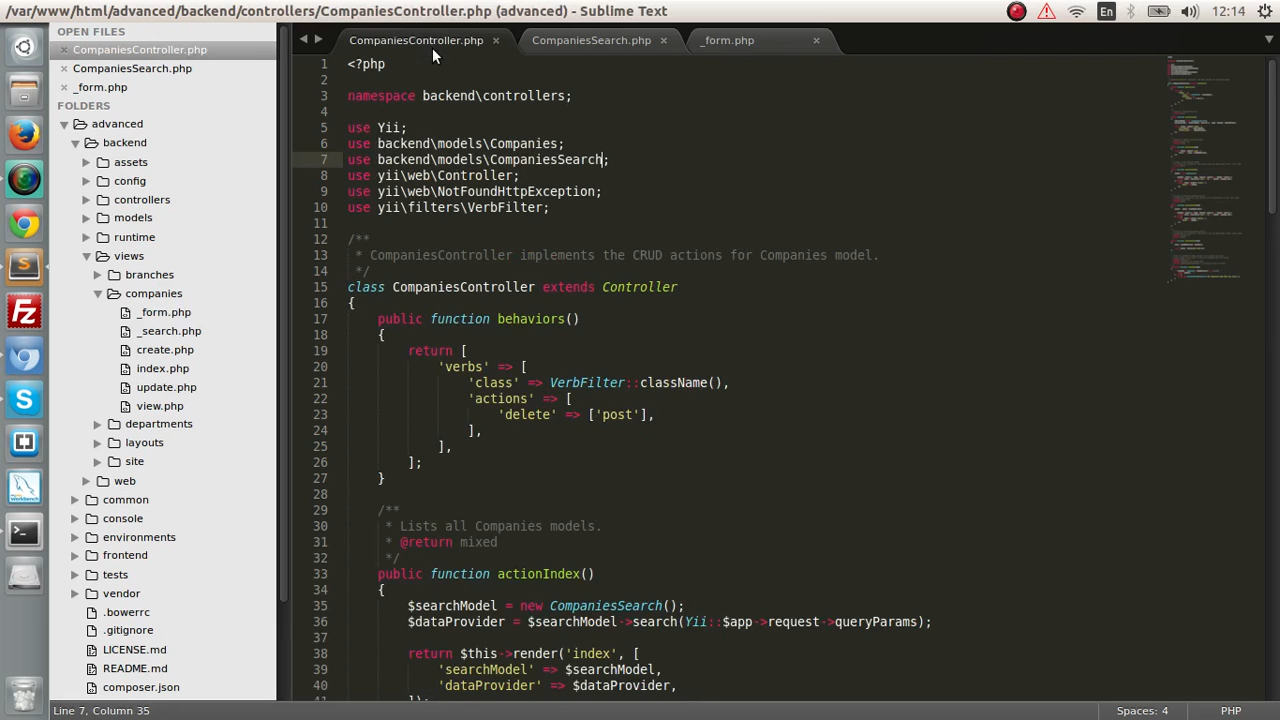 /var/www/html/advanced/backend/controllers/CompaniesController.php (advanced) - Sublime Text
En
12:14
OPEN FILES
CompaniesController.php
CompaniesSearch.php
_form.php
FOLDERS
advanced
backend
assets
config
controllers
models
runtime
views
branches
companies
_form.php
_search.php
create.php
index.php
update.php
view.php
departments
layouts
site
web
common
console
environments
frontend
tests
vendor
.bowerrc
.gitignore
LICENSE.md
README.md
composer.json
CompaniesController.php
CompaniesSearch.php
_form.php
1 <?php
2
3 namespace backend\controllers;
4
5 use Yii;
6 use backend\models\Companies;
7 use backend\models\CompaniesSearch;
8 use yii\web\Controller;
9 use yii\web\NotFoundHttpException;
10 use yii\filters\VerbFilter;
11
12 /**
13 * CompaniesController implements the CRUD actions for Companies model.
14 */
15 class CompaniesController extends Controller
16 {
17 public function behaviors()
18 {
19 return [
20 'verbs' => [
21 'class' => VerbFilter::className(),
22 'actions' => [
23 'delete' => ['post'],
24 ],
25 ],
26 ];
27 }
28
29 /**
30 * Lists all Companies models.
31 * @return mixed
32 */
33 public function actionIndex()
34 {
35 $searchModel = new CompaniesSearch();
36 $dataProvider = $searchModel->search(Yii::$app->request->queryParams);
37
38 return $this->render('index', [
39 'searchModel' => $searchModel,
40 'dataProvider' => $dataProvider,
41 ]);
Line 7, Column 35
Spaces: 4
PHP